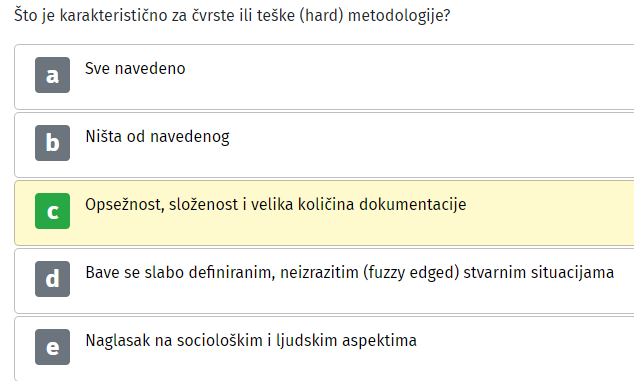 Što je karakteristično za čvrste ili teške (hard) metodologije?
a Sve navedeno
b Ništa od navedenog
c Opsežnost, složenost i velika količina dokumentacije
d Bave se slabo definiranim, neizrazitim (fuzzy edged) stvarnim situacijama
e Naglasak na sociološkim i ljudskim aspektima